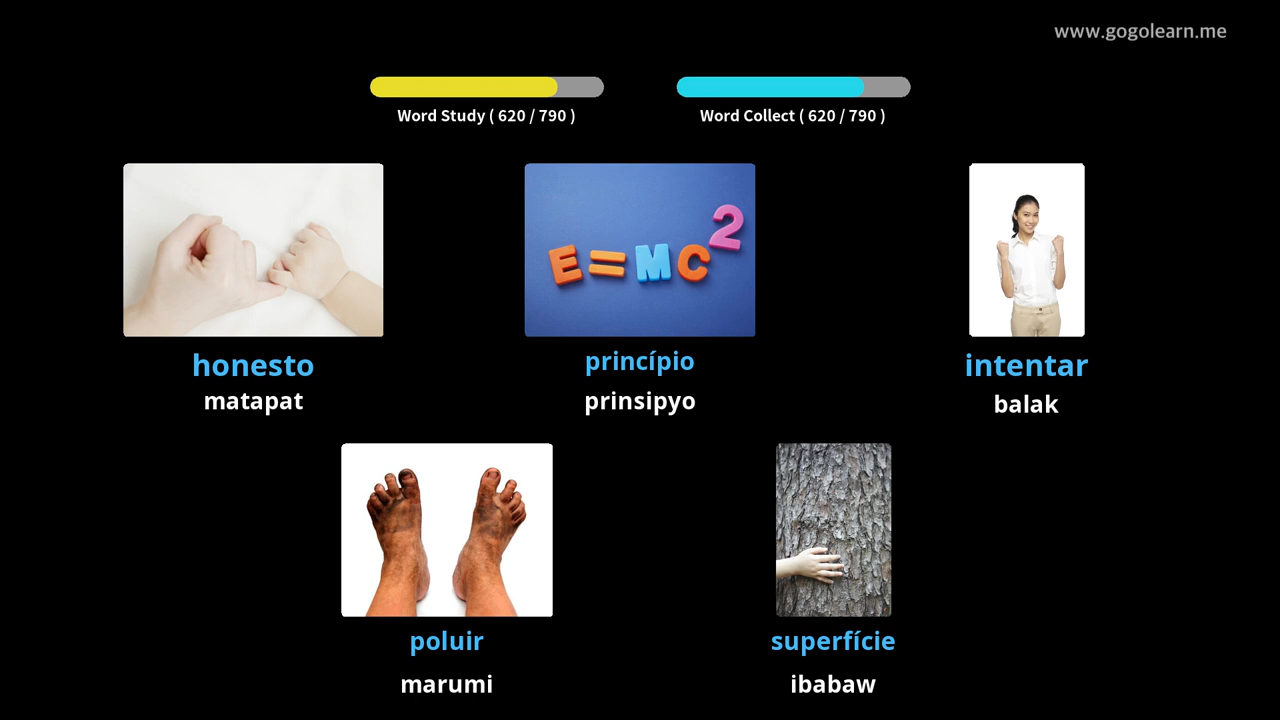 www.gogolearn.me
Word Study ( 620 / 790 )
Word Collect ( 620 / 790 )
E=MC2
honesto
matapat
princípio
prinsipyo
intentar
balak
poluir
marumi
superfície
ibabaw